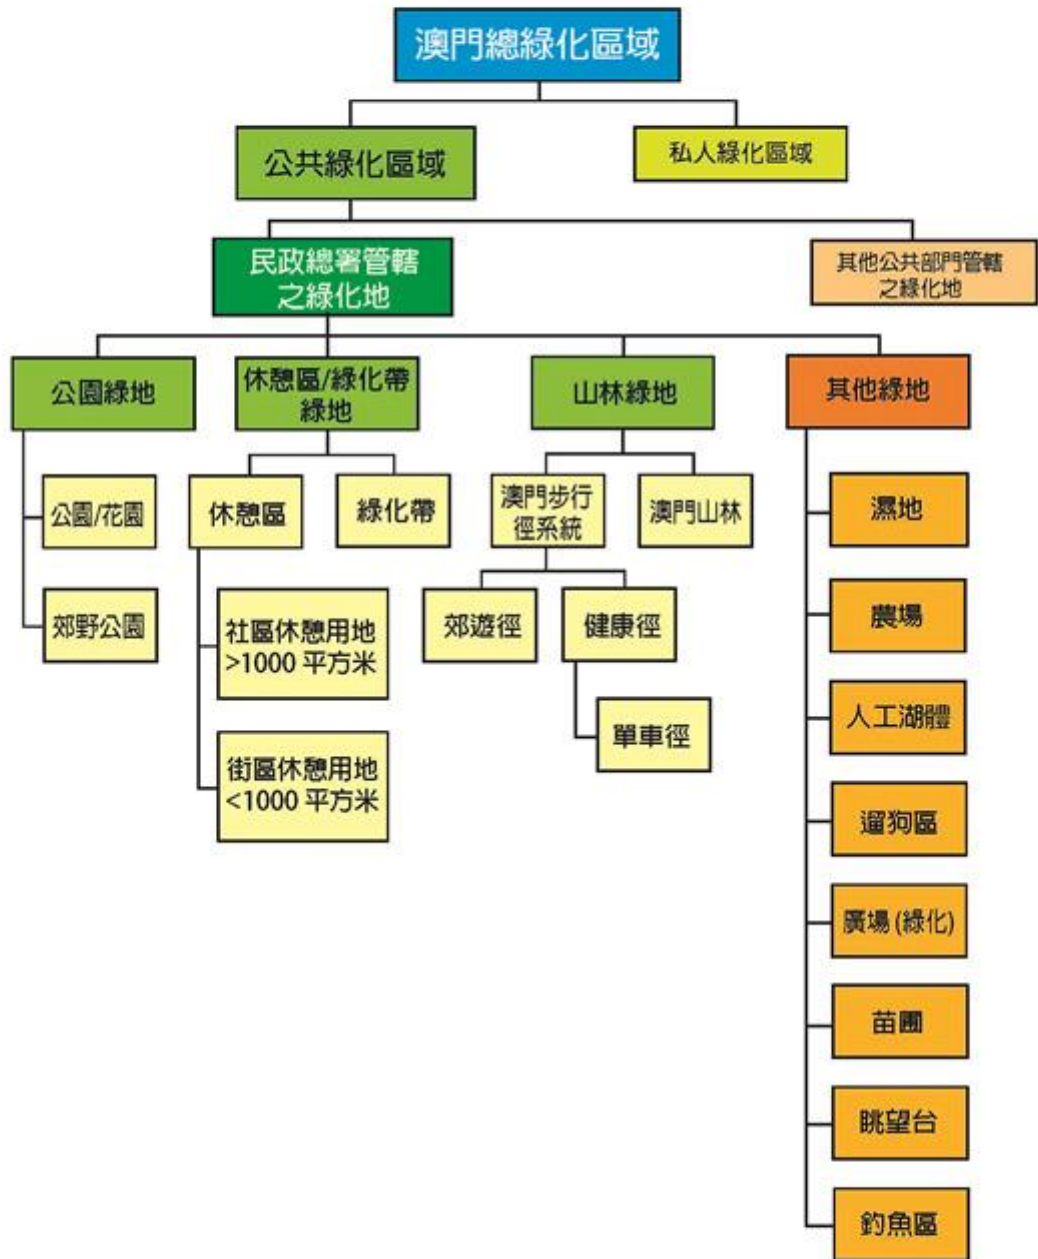 澳門總綠化區域
公共綠化區域
私人綠化區域
民政總署管轄
之綠化地
其他公共部門管轄
之綠化地
公園綠地
休憩區/綠化帶
綠地
山林綠地
其他綠地
公園/花園
郊野公園
休憩區
綠化帶
社區休憩用地
>1000 平方米
街區休憩用地
<1000 平方米
澳門步行
徑系統
澳門山林
郊遊徑
健康徑
單車徑
濕地
農場
人工湖體
遛狗區
廣場 (綠化)
苗圃
眺望台
釣魚區